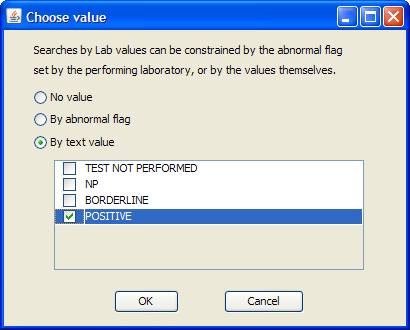 Choose value
Searches by Lab values can be constrained by the abnormal flag
set by the performing laboratory, or by the values themselves.
No value
By abnormal flag
By text value
TEST NOT PERFORMED
NP
BORDERLINE
POSITIVE
OK Cancel